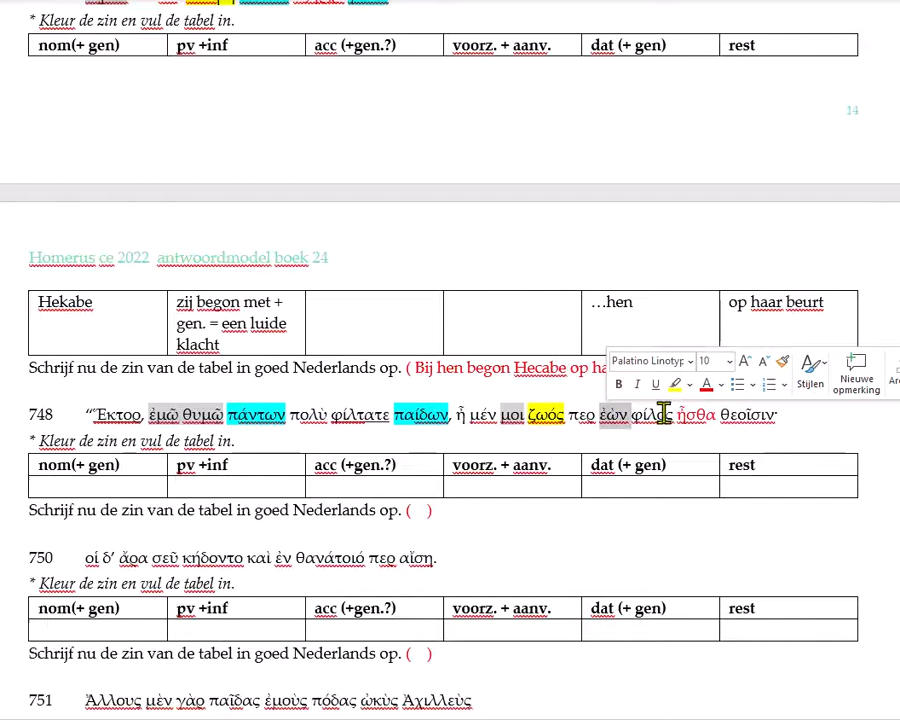 * Kleur de zin en vul de tabel in.
nom(+ gen) pv +inf acc (+gen.?) voorz. + aanv. dat (+ gen) rest
14
Homerus ce 2022 antwoordmodel boek 24
Hekabe zij begon met + …hen op haar beurt
gen. = een luide
klacht
Schrijf nu de zin van de tabel in goed Nederlands op. ( Bij hen begon Hecabe op ha
Palatino Linotyp 10
B I U Stijlen Nieuwe opmerking
748 “Ἕκτορ, ἐμῷ θυμῷ πάντων πολὺ φίλτατε παίδων, ἦ μέν μοι ζωός περ ἐὼν φίλος ἦσθα θεοῖσιν·
* Kleur de zin en vul de tabel in.
nom(+ gen) pv +inf acc (+gen.?) voorz. + aanv. dat (+ gen) rest
Schrijf nu de zin van de tabel in goed Nederlands op. ( )
750 οἱ δ’ ἄρα σεῦ κήδοντο καὶ ἐν θανάτοιό περ αἴσῃ.
* Kleur de zin en vul de tabel in.
nom(+ gen) pv +inf acc (+gen.?) voorz. + aanv. dat (+ gen) rest
Schrijf nu de zin van de tabel in goed Nederlands op. ( )
751 Ἄλλους μὲν γὰρ παῖδας ἐμοὺς πόδας ὠκὺς Ἀχιλλεὺς